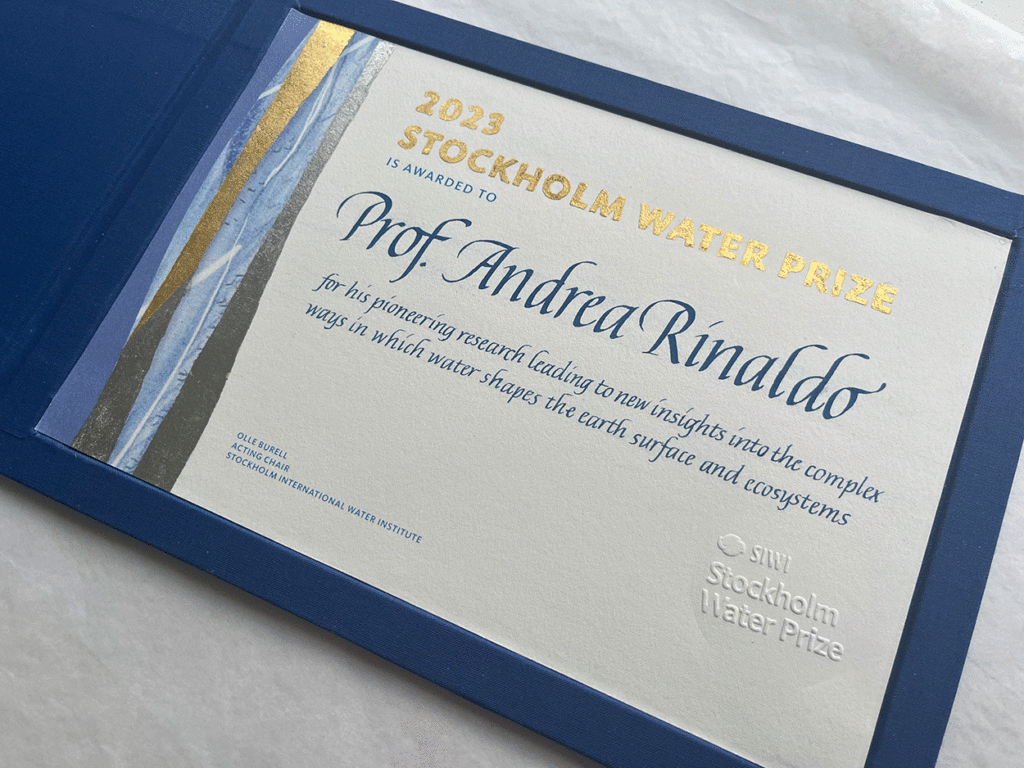 2023
STOCKHOLM WATER PRIZE
IS AWARDED TO
Prof. Andrea Rinaldo
for his pioneering research leading to new insights into the complex
ways in which water shapes the earth surface and ecosystems
OLLE BURELL
ACTING CHAIR
STOCKHOLM INTERNATIONAL WATER INSTITUTE
SIWI
Stockholm
Water Prize